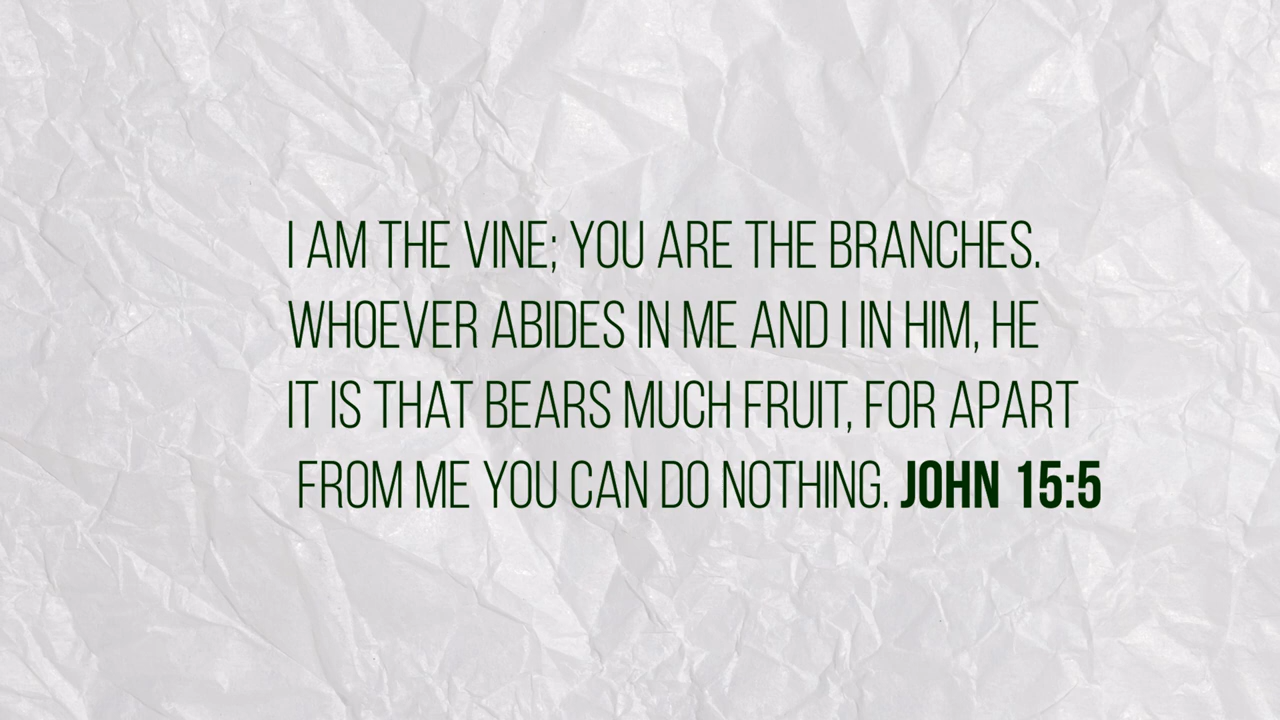 I AM THE VINE; YOU ARE THE BRANCHES.
WHOEVER ABIDES IN ME AND I IN HIM, HE
IT IS THAT BEARS MUCH FRUIT, FOR APART
FROM ME YOU CAN DO NOTHING. JOHN 15:5